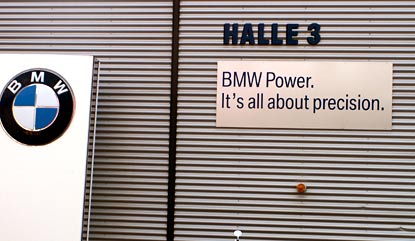 HALLE 3
BMW
BMW Power.
It's all about precision.